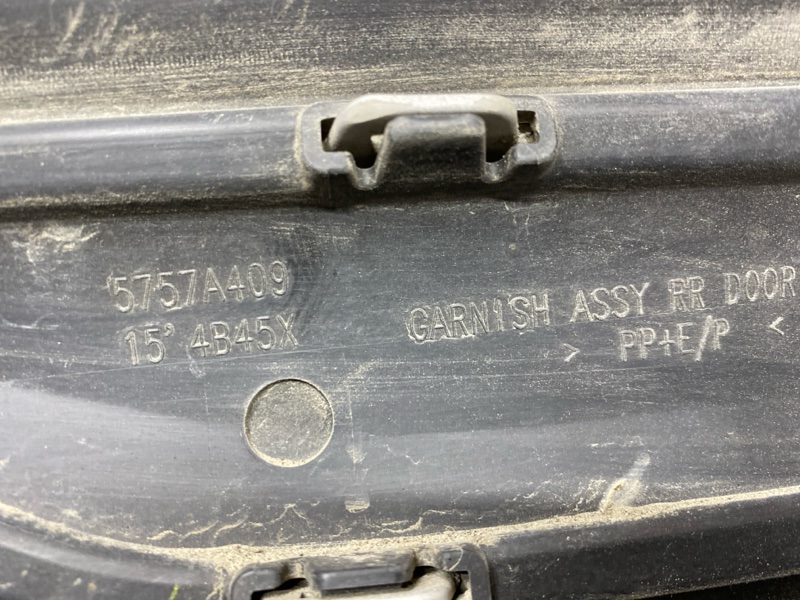 5757A409
15' 4B45X
GARNISH ASSY RR DOOR
> PP+E/P <